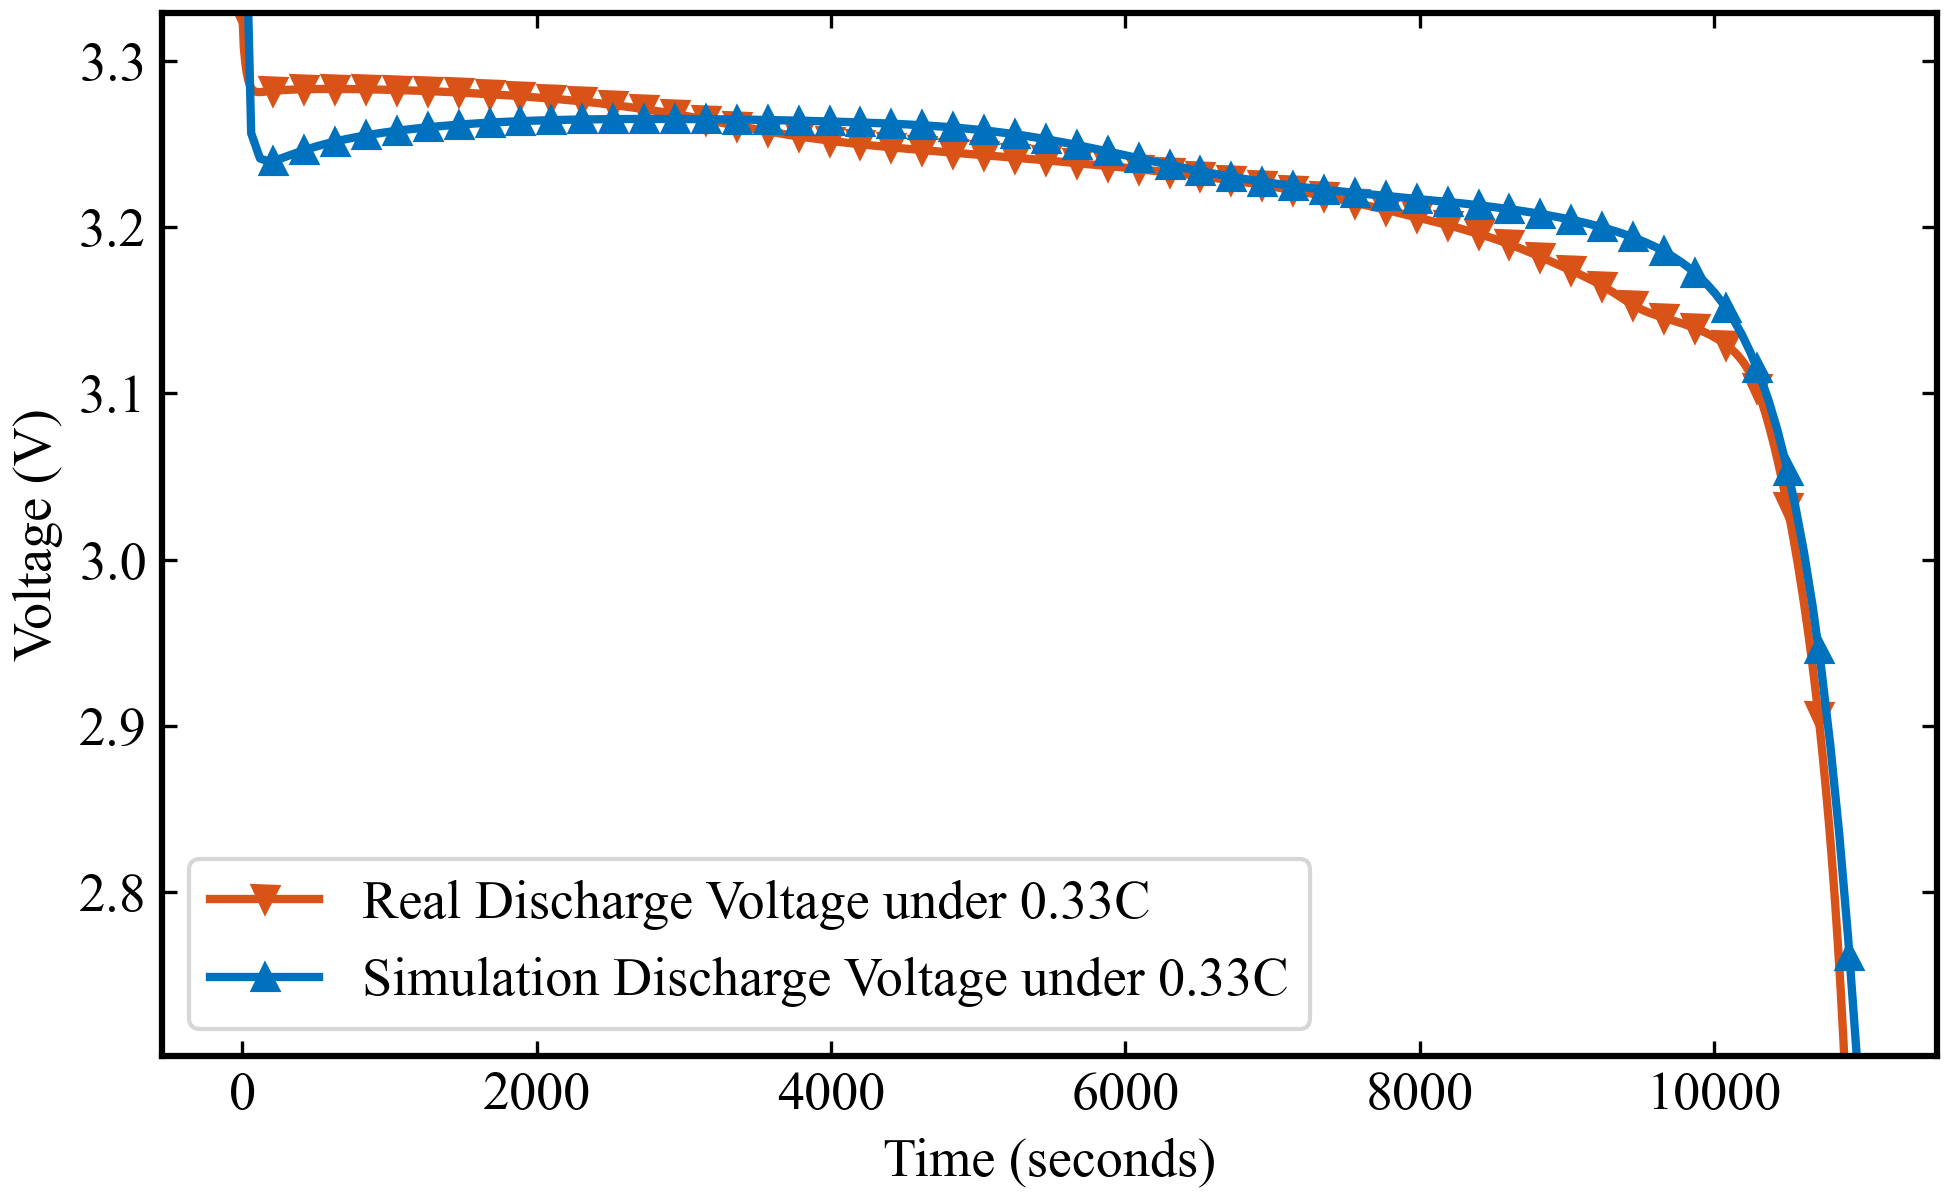 3.3
3.2
3.1
3.0
2.9
2.8
Voltage (V)
Real Discharge Voltage under 0.33C
Simulation Discharge Voltage under 0.33C
0 2000 4000 6000 8000 10000
Time (seconds)